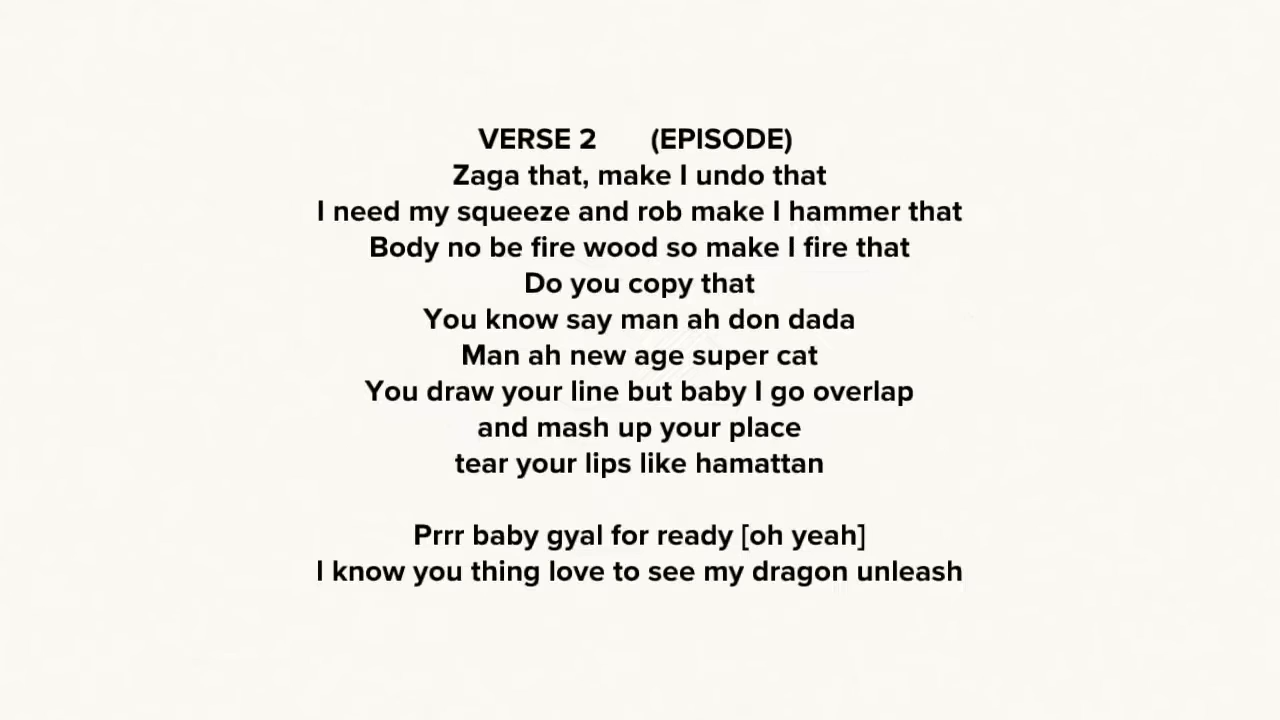 VERSE 2 (EPISODE)
Zaga that, make I undo that
I need my squeeze and rob make I hammer that
Body no be fire wood so make I fire that
Do you copy that
You know say man ah don dada
Man ah new age super cat
You draw your line but baby I go overlap
and mash up your place
tear your lips like hamattan
Prrr baby gyal for ready [oh yeah]
I know you thing love to see my dragon unleash